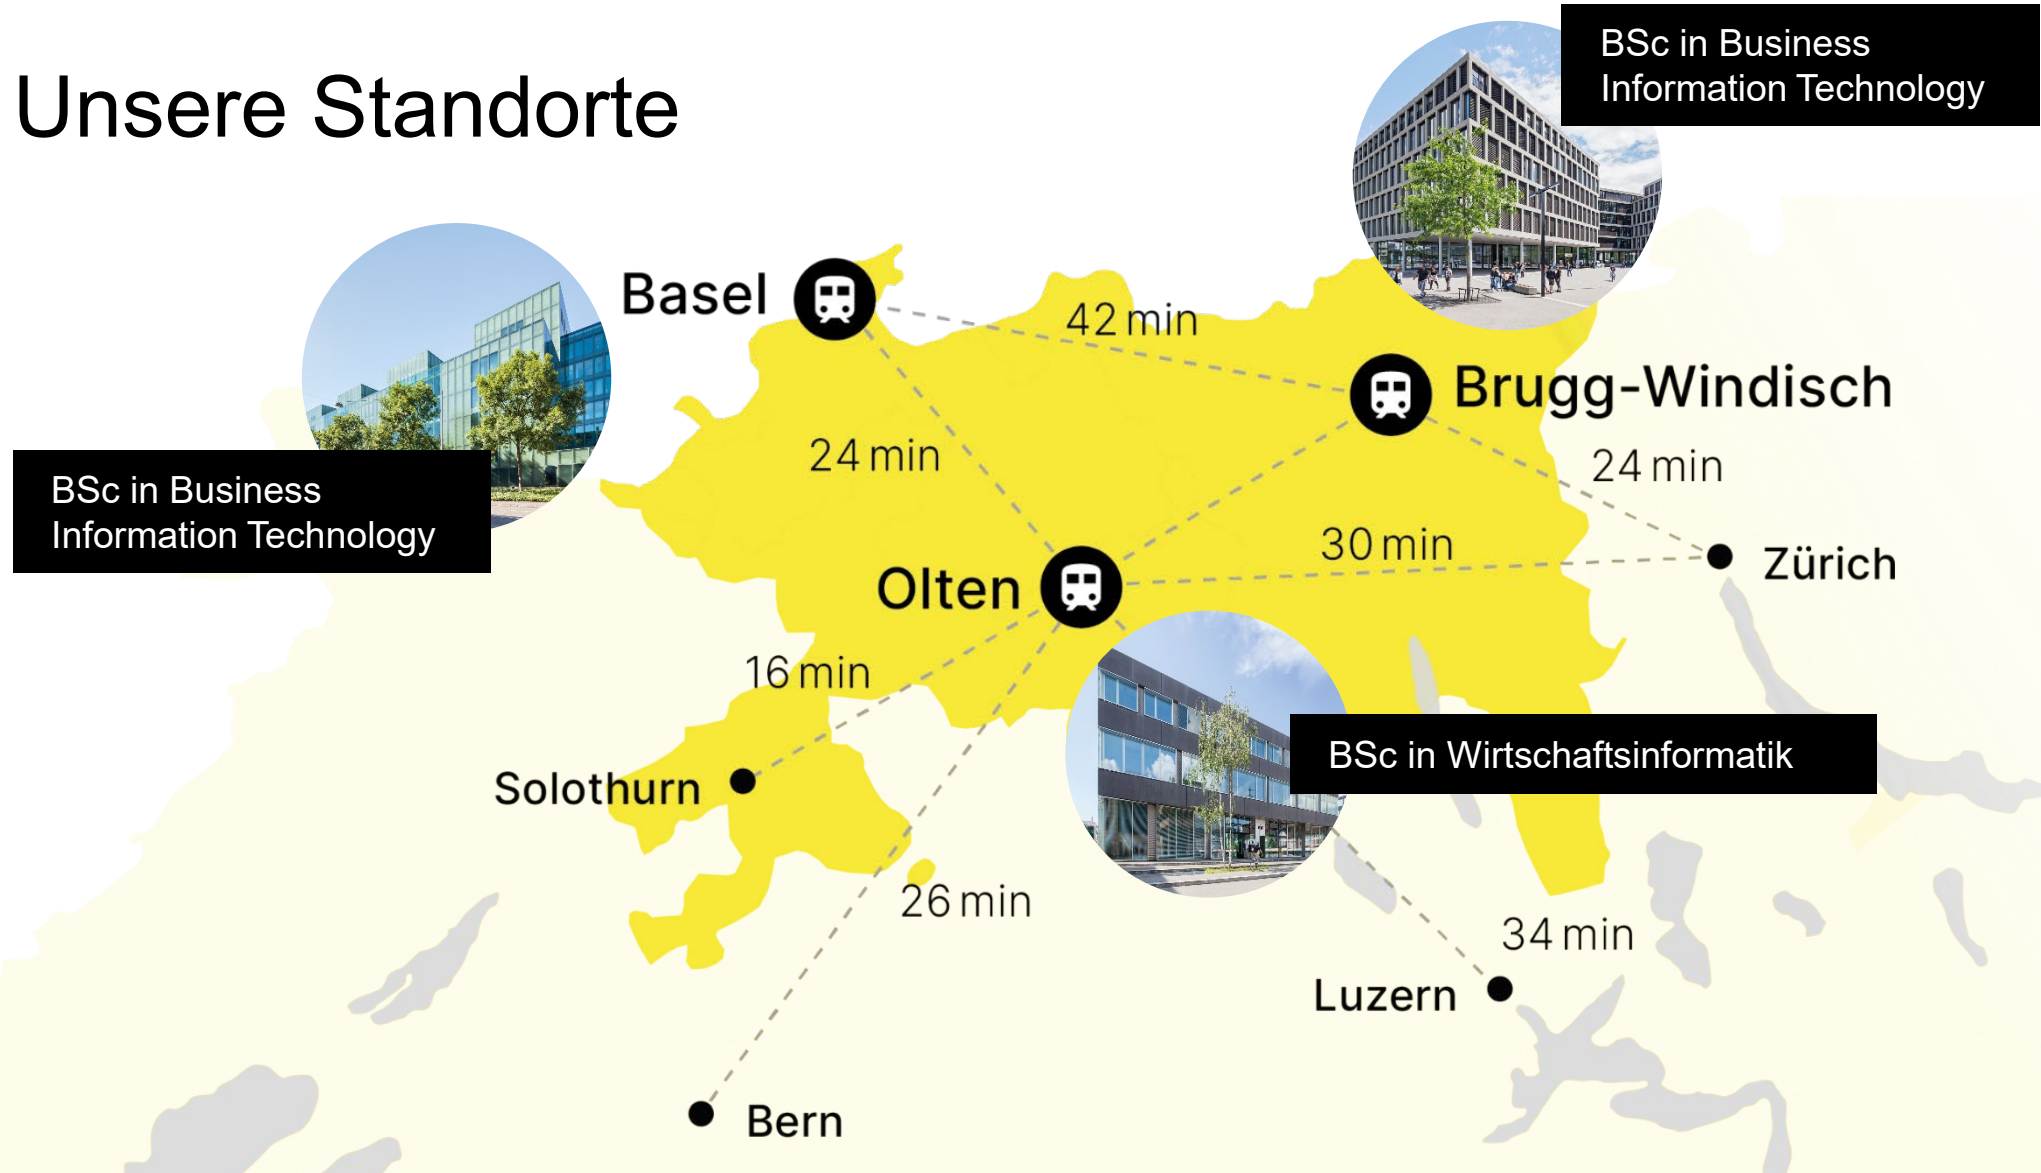 Unsere Standorte
BSc in Business
Information Technology
Basel
42 min
Brugg-Windisch
24 min
24 min
BSc in Business
Information Technology
30 min
Zürich
Olten
16 min
BSc in Wirtschaftsinformatik
Solothurn
26 min
34 min
Luzern
Bern